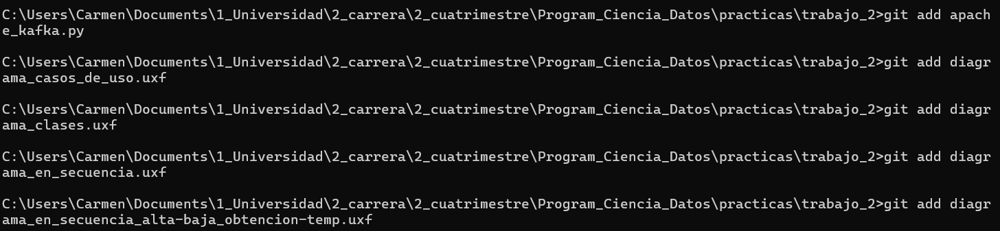 C:\Users\Carmen\Documents\1_Universidad\2_carrera\2_cuatrimestre\Program_Ciencia_Datos\practicas\trabajo_2>git add apach
e_kafka.py
C:\Users\Carmen\Documents\1_Universidad\2_carrera\2_cuatrimestre\Program_Ciencia_Datos\practicas\trabajo_2>git add diagr
ama_casos_de_uso.uxf
C:\Users\Carmen\Documents\1_Universidad\2_carrera\2_cuatrimestre\Program_Ciencia_Datos\practicas\trabajo_2>git add diagr
ama_clases.uxf
C:\Users\Carmen\Documents\1_Universidad\2_carrera\2_cuatrimestre\Program_Ciencia_Datos\practicas\trabajo_2>git add diagr
ama_en_secuencia.uxf
C:\Users\Carmen\Documents\1_Universidad\2_carrera\2_cuatrimestre\Program_Ciencia_Datos\practicas\trabajo_2>git add diagr
ama_en_secuencia_alta-baja_obtencion-temp.uxf